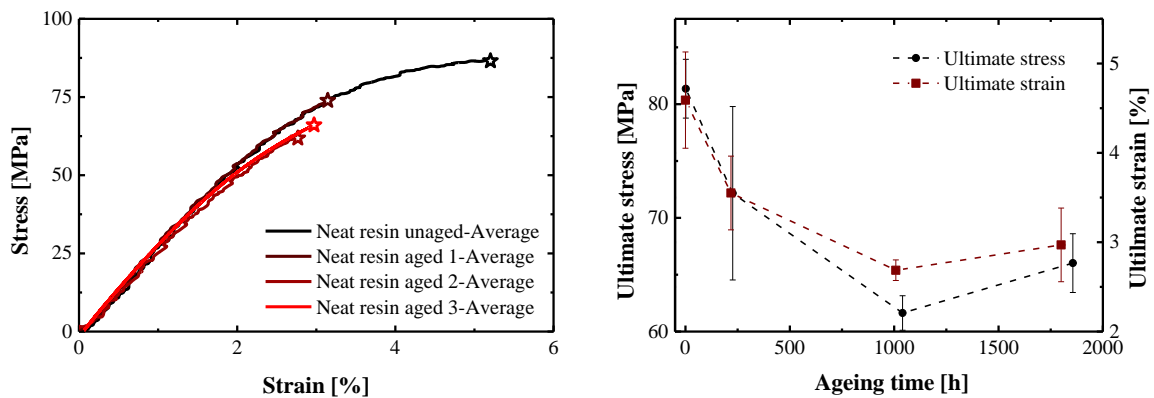 100
75
50
25
0
0
2
4
6
Stress [MPa]
Strain [%]
Neat resin unaged-Average
Neat resin aged 1-Average
Neat resin aged 2-Average
Neat resin aged 3-Average
80
70
60
0
500
1000
1500
2000
5
4
3
2
Ultimate stress [MPa]
Ageing time [h]
Ultilmate strain [%]
Ultimate stress
Ultimate strain